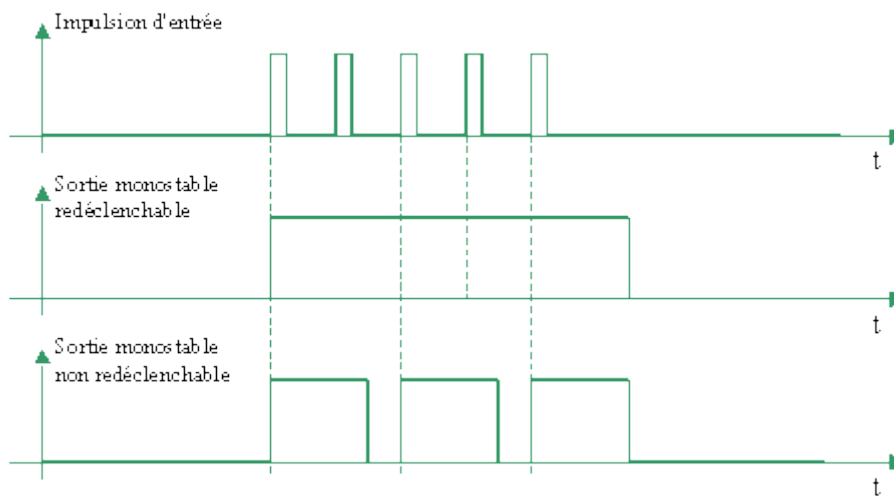 Impulsion d'entrée
t
Sortie monostable
redéclenchable
t
Sortie monostable
non redéclenchable
t